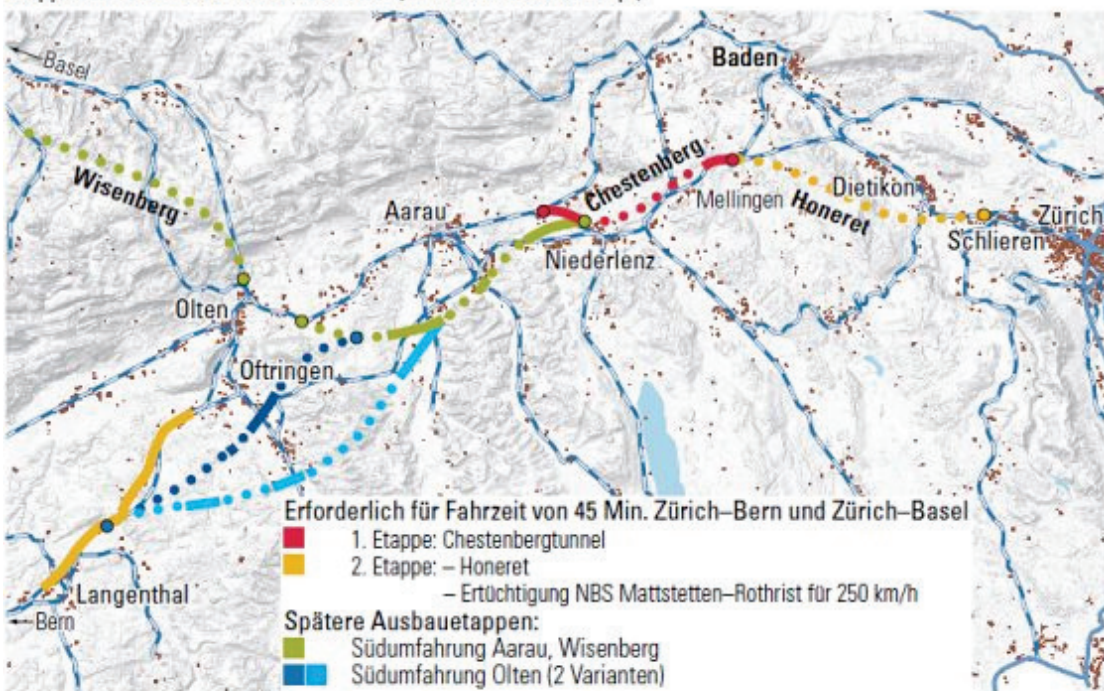 Basel
Baden
Wisenberg
Chestenberg
Aarau
Mellingen
Honeret
Dietikon
Zürich
Schlieren
Niederlenz
Olten
Oftringen
Langenthal
Bern
Erforderlich für Fahrzeit von 45 Min. Zürich–Bern und Zürich–Basel
1. Etappe: Chestenbergtunnel
2. Etappe: – Honeret
– Ertüchtigung NBS Mattstetten–Rothrist für 250 km/h
Spätere Ausbauetappen:
Südumfahrung Aarau, Wisenberg
Südumfahrung Olten (2 Varianten)